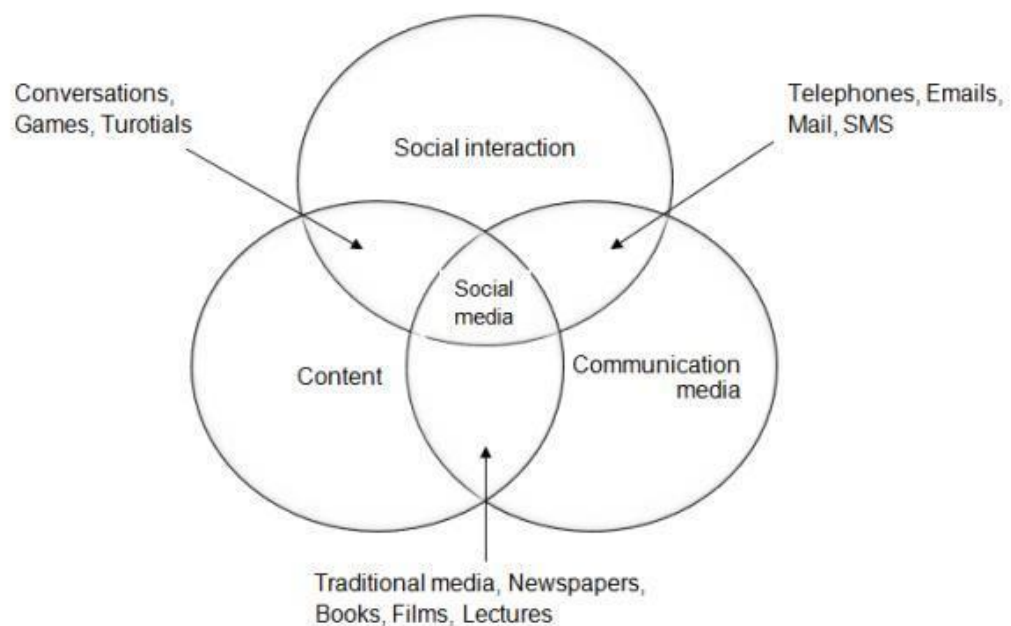 Conversations,
Games, Turotials
Telephones, Emails,
Mail, SMS
Social interaction
Social
media
Content
Communication
media
Traditional media, Newspapers,
Books, Films, Lectures